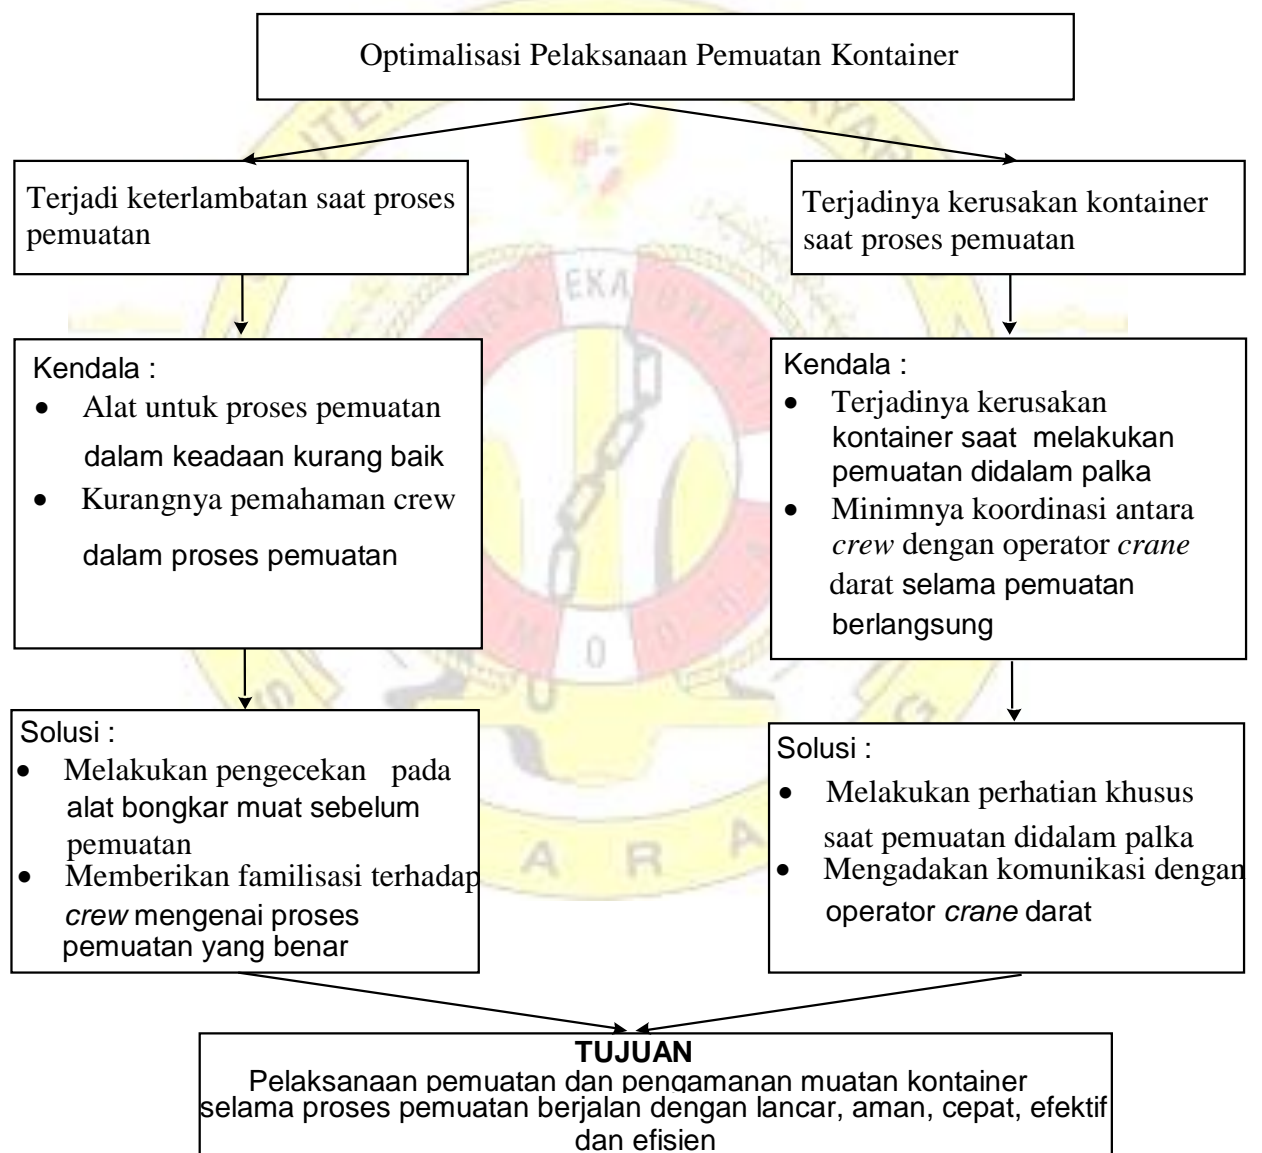 Optimalisasi Pelaksanaan Pemuatan Kontainer
Terjadi keterlambatan saat proses
pemuatan
Terjadinya kerusakan kontainer
saat proses pemuatan
Kendala :
• Alat untuk proses pemuatan
dalam keadaan kurang baik
• Kurangnya pemahaman crew
dalam proses pemuatan
Kendala :
• Terjadinya kerusakan
kontainer saat melakukan
pemuatan didalam palka
• Minimnya koordinasi antara
crew dengan operator crane
darat selama pemuatan
berlangsung
Solusi :
• Melakukan pengecekan pada
alat bongkar muat sebelum
pemuatan
• Memberikan familisasi terhadap
crew mengenai proses
pemuatan yang benar
Solusi :
• Melakukan perhatian khusus
saat pemuatan didalam palka
• Mengadakan komunikasi dengan
operator crane darat
TUJUAN
Pelaksanaan pemuatan dan pengamanan muatan kontainer
selama proses pemuatan berjalan dengan lancar, aman, cepat, efektif
dan efisien
EKA